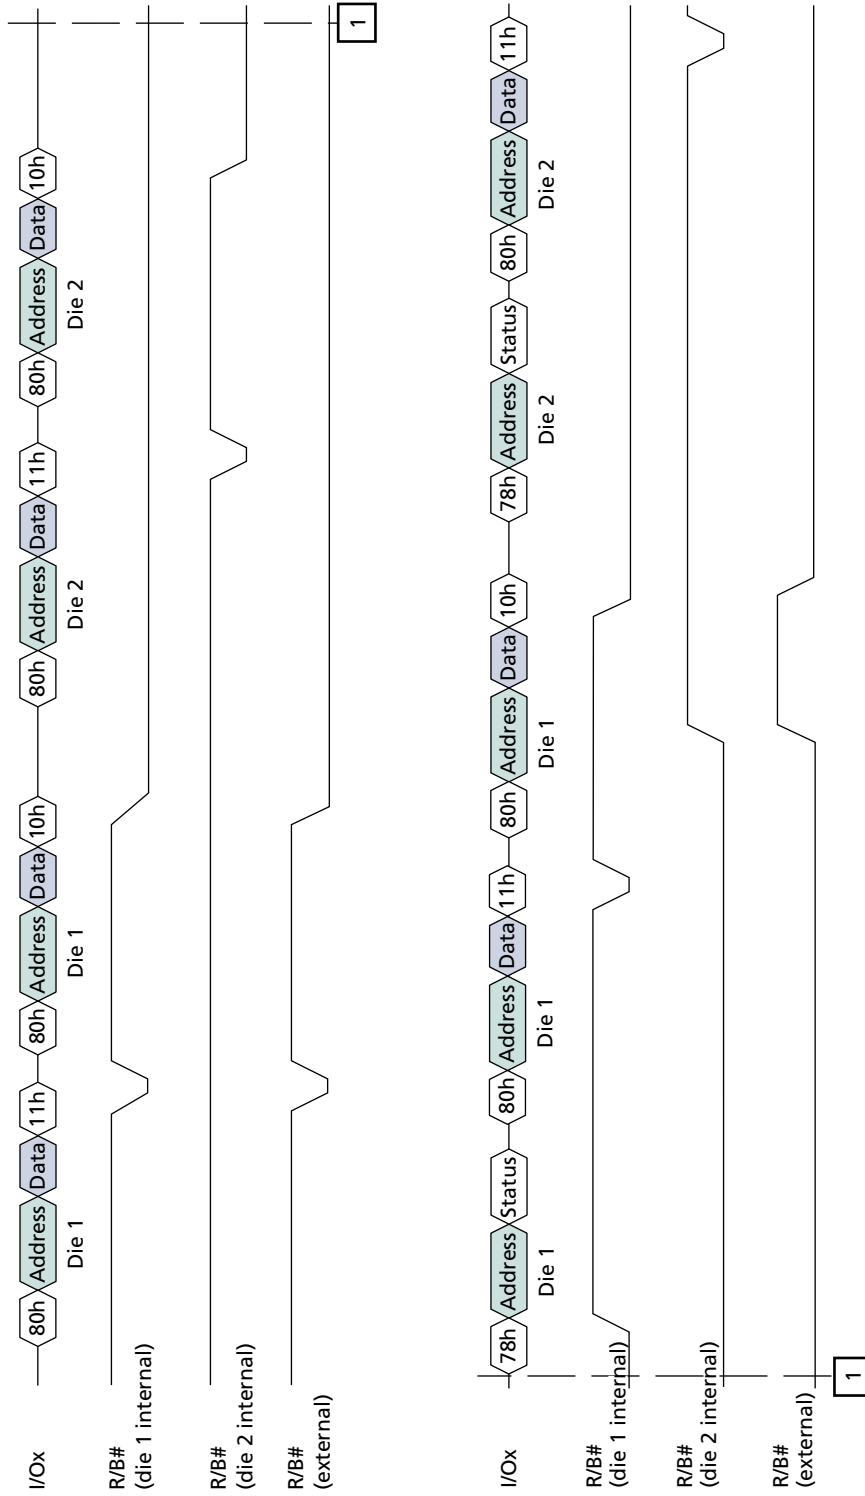 I/Ox 80h Address Data 11h 80h Address Data 10h 80h Address Data 11h 80h Address Data 10h
Die 1 Die 1 Die 2 Die 2
R/B#
(die 1 internal)
R/B#
(die 2 internal)
R/B#
(external)
1
I/Ox 78h Address Status 80h Address Data 11h 80h Address Data 10h 78h Address Status 80h Address Data 11h
Die 1 Die 1 Die 1 Die 2 Die 2
R/B#
(die 1 internal)
R/B#
(die 2 internal)
R/B#
(external)
1